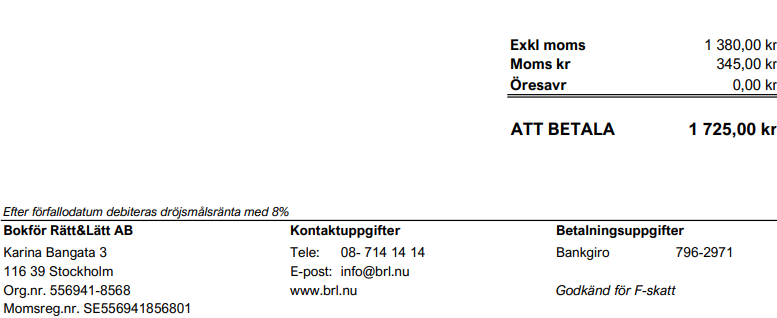 Exkl moms 1 380,00 kr
Moms kr 345,00 kr
Öresavr 0,00 kr
ATT BETALA 1 725,00 kr
Efter förfallodatum debiteras dröjsmålsränta med 8%
Bokför Rätt&Lätt AB Kontaktuppgifter Betalningsuppgifter
Karina Bangata 3 Tele: 08- 714 14 14 Bankgiro 796-2971
116 39 Stockholm E-post: info@brl.nu
Org.nr. 556941-8568 www.brl.nu Godkänd för F-skatt
Momsreg.nr. SE556941856801